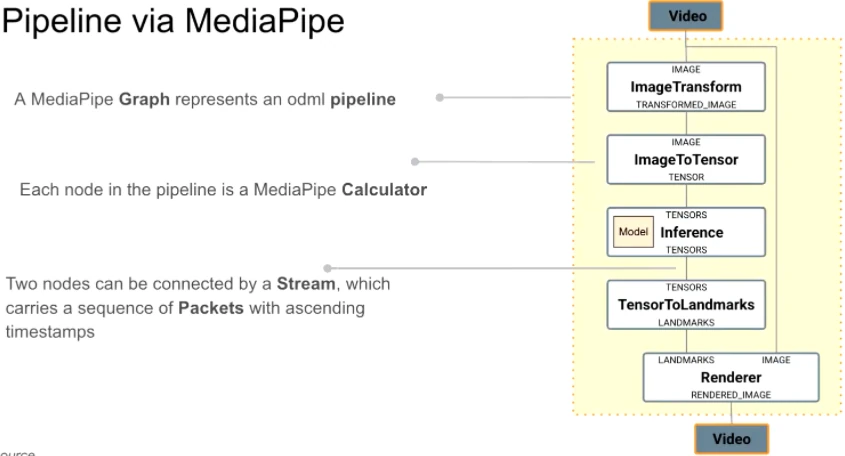 Pipeline via MediaPipe
A MediaPipe Graph represents an odml pipeline
Each node in the pipeline is a MediaPipe Calculator
Two nodes can be connected by a Stream, which
carries a sequence of Packets with ascending
timestamps
Video
IMAGE
ImageTransform
TRANSFORMED_IMAGE
IMAGE
ImageToTensor
TENSOR
TENSORS
Model
Inference
TENSORS
TENSORS
TensorToLandmarks
LANDMARKS
LANDMARKS IMAGE
Renderer
RENDERED_IMAGE
Video